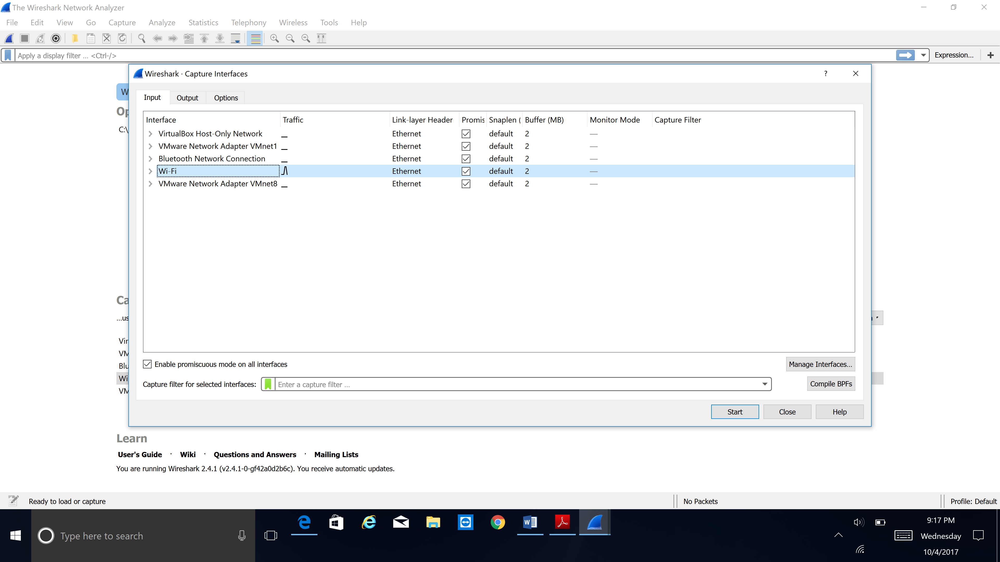 The Wireshark Network Analyzer
File Edit View Go Capture Analyze Statistics Telephony Wireless Tools Help
Apply a display filter ... <Ctrl-/> Expression... +
Wireshark · Capture Interfaces ?
Input Output Options
Interface Traffic Link-layer Header Promis Snaplen ( Buffer (MB) Monitor Mode Capture Filter
VirtualBox Host-Only Network Ethernet default 2 —
VMware Network Adapter VMnet1 Ethernet default 2 —
Bluetooth Network Connection Ethernet default 2 —
Wi-Fi Ethernet default 2 —
VMware Network Adapter VMnet8 Ethernet default 2 —
W
Op
C:\
Ca
...us
Vir
VM
Blu
Wi
VM
Enable promiscuous mode on all interfaces Manage Interfaces...
Capture filter for selected interfaces: Enter a capture filter ... Compile BPFs
Start Close Help
Learn
User's Guide · Wiki · Questions and Answers · Mailing Lists
You are running Wireshark 2.4.1 (v2.4.1-0-gf42a0d2b6c). You receive automatic updates.
Ready to load or capture No Packets Profile: Default
Type here to search
9:17 PM
Wednesday
10/4/2017